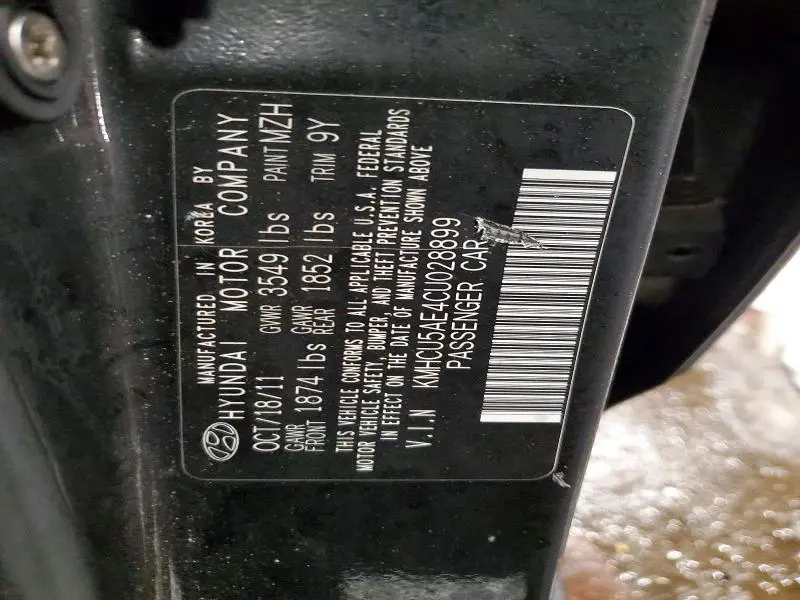 MANUFACTURED IN KOREA BY
HYUNDAI MOTOR COMPANY
OCT/18/11 GVWR 3549 lbs PAINT MZH
GAWR FRONT 1874 lbs GAWR REAR 1852 lbs TRIM 9Y
THIS VEHICLE CONFORMS TO ALL APPLICABLE U.S.A. FEDERAL
MOTOR VEHICLE SAFETY, BUMPER, AND THEFT PREVENTION STANDARDS
IN EFFECT ON THE DATE OF MANUFACTURE SHOWN ABOVE
V.I.N KMHCU5AE4CU028899
PASSENGER CAR